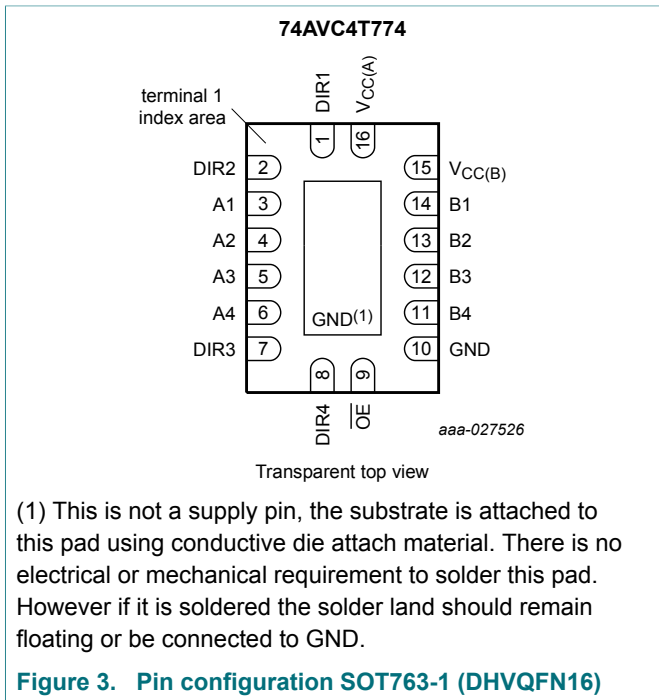 74AVC4T774
terminal 1
index area
DIR1
VCC(A)
1
16
DIR2 2
15 VCC(B)
A1 3
14 B1
A2 4
13 B2
A3 5
12 B3
A4 6
11 B4
GND(1)
DIR3 7
10 GND
8
9
DIR4
OE
aaa-027526
Transparent top view
(1) This is not a supply pin, the substrate is attached to
this pad using conductive die attach material. There is no
electrical or mechanical requirement to solder this pad.
However if it is soldered the solder land should remain
floating or be connected to GND.
Figure 3. Pin configuration SOT763-1 (DHVQFN16)